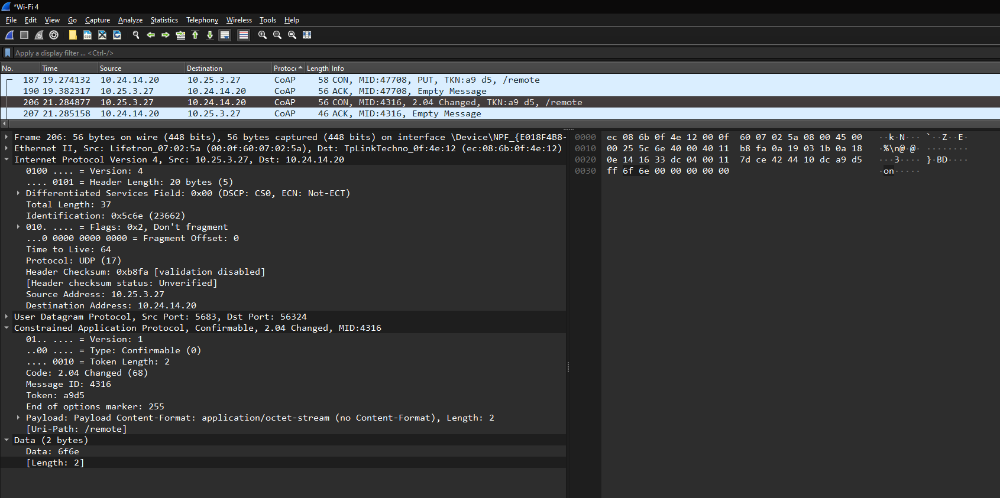 *Wi-Fi 4
File Edit View Go Capture Analyze Statistics Telephony Wireless Tools Help
Apply a display filter ... <Ctrl-/>
No. Time Source Destination Protoc Length Info
187 19.274132 10.24.14.20 10.25.3.27 CoAP 58 CON, MID:47708, PUT, TKN:a9 d5, /remote
190 19.382317 10.25.3.27 10.24.14.20 CoAP 56 ACK, MID:47708, Empty Message
206 21.284877 10.25.3.27 10.24.14.20 CoAP 56 CON, MID:4316, 2.04 Changed, TKN:a9 d5, /remote
207 21.285158 10.24.14.20 10.25.3.27 CoAP 46 ACK, MID:4316, Empty Message
Frame 206: 56 bytes on wire (448 bits), 56 bytes captured (448 bits) on interface \Device\NPF_{E018F4B8-
Ethernet II, Src: Lifetron_07:02:5a (00:0f:60:07:02:5a), Dst: TpLinkTechno_0f:4e:12 (ec:08:6b:0f:4e:12)
Internet Protocol Version 4, Src: 10.25.3.27, Dst: 10.24.14.20
0100 .... = Version: 4
.... 0101 = Header Length: 20 bytes (5)
Differentiated Services Field: 0x00 (DSCP: CS0, ECN: Not-ECT)
Total Length: 37
Identification: 0x5c6e (23662)
010. .... = Flags: 0x2, Don't fragment
...0 0000 0000 0000 = Fragment Offset: 0
Time to Live: 64
Protocol: UDP (17)
Header Checksum: 0xb8fa [validation disabled]
[Header checksum status: Unverified]
Source Address: 10.25.3.27
Destination Address: 10.24.14.20
User Datagram Protocol, Src Port: 5683, Dst Port: 56324
Constrained Application Protocol, Confirmable, 2.04 Changed, MID:4316
01.. .... = Version: 1
..00 .... = Type: Confirmable (0)
.... 0010 = Token Length: 2
Code: 2.04 Changed (68)
Message ID: 4316
Token: a9d5
End of options marker: 255
Payload: Payload Content-Format: application/octet-stream (no Content-Format), Length: 2
[Uri-Path: /remote]
Data (2 bytes)
Data: 6f6e
[Length: 2]
0000 ec 08 6b 0f 4e 12 00 0f 60 07 02 5a 08 00 45 00 ··k·N··· `··Z··E·
0010 00 25 5c 6e 40 00 40 11 b8 fa 0a 19 03 1b 0a 18 ·%\n@·@· ········
0020 0e 14 16 33 dc 04 00 11 7d ce 42 44 10 dc a9 d5 ···3···· }·BD····
0030 ff 6f 6e 00 00 00 00 00 ·on·····